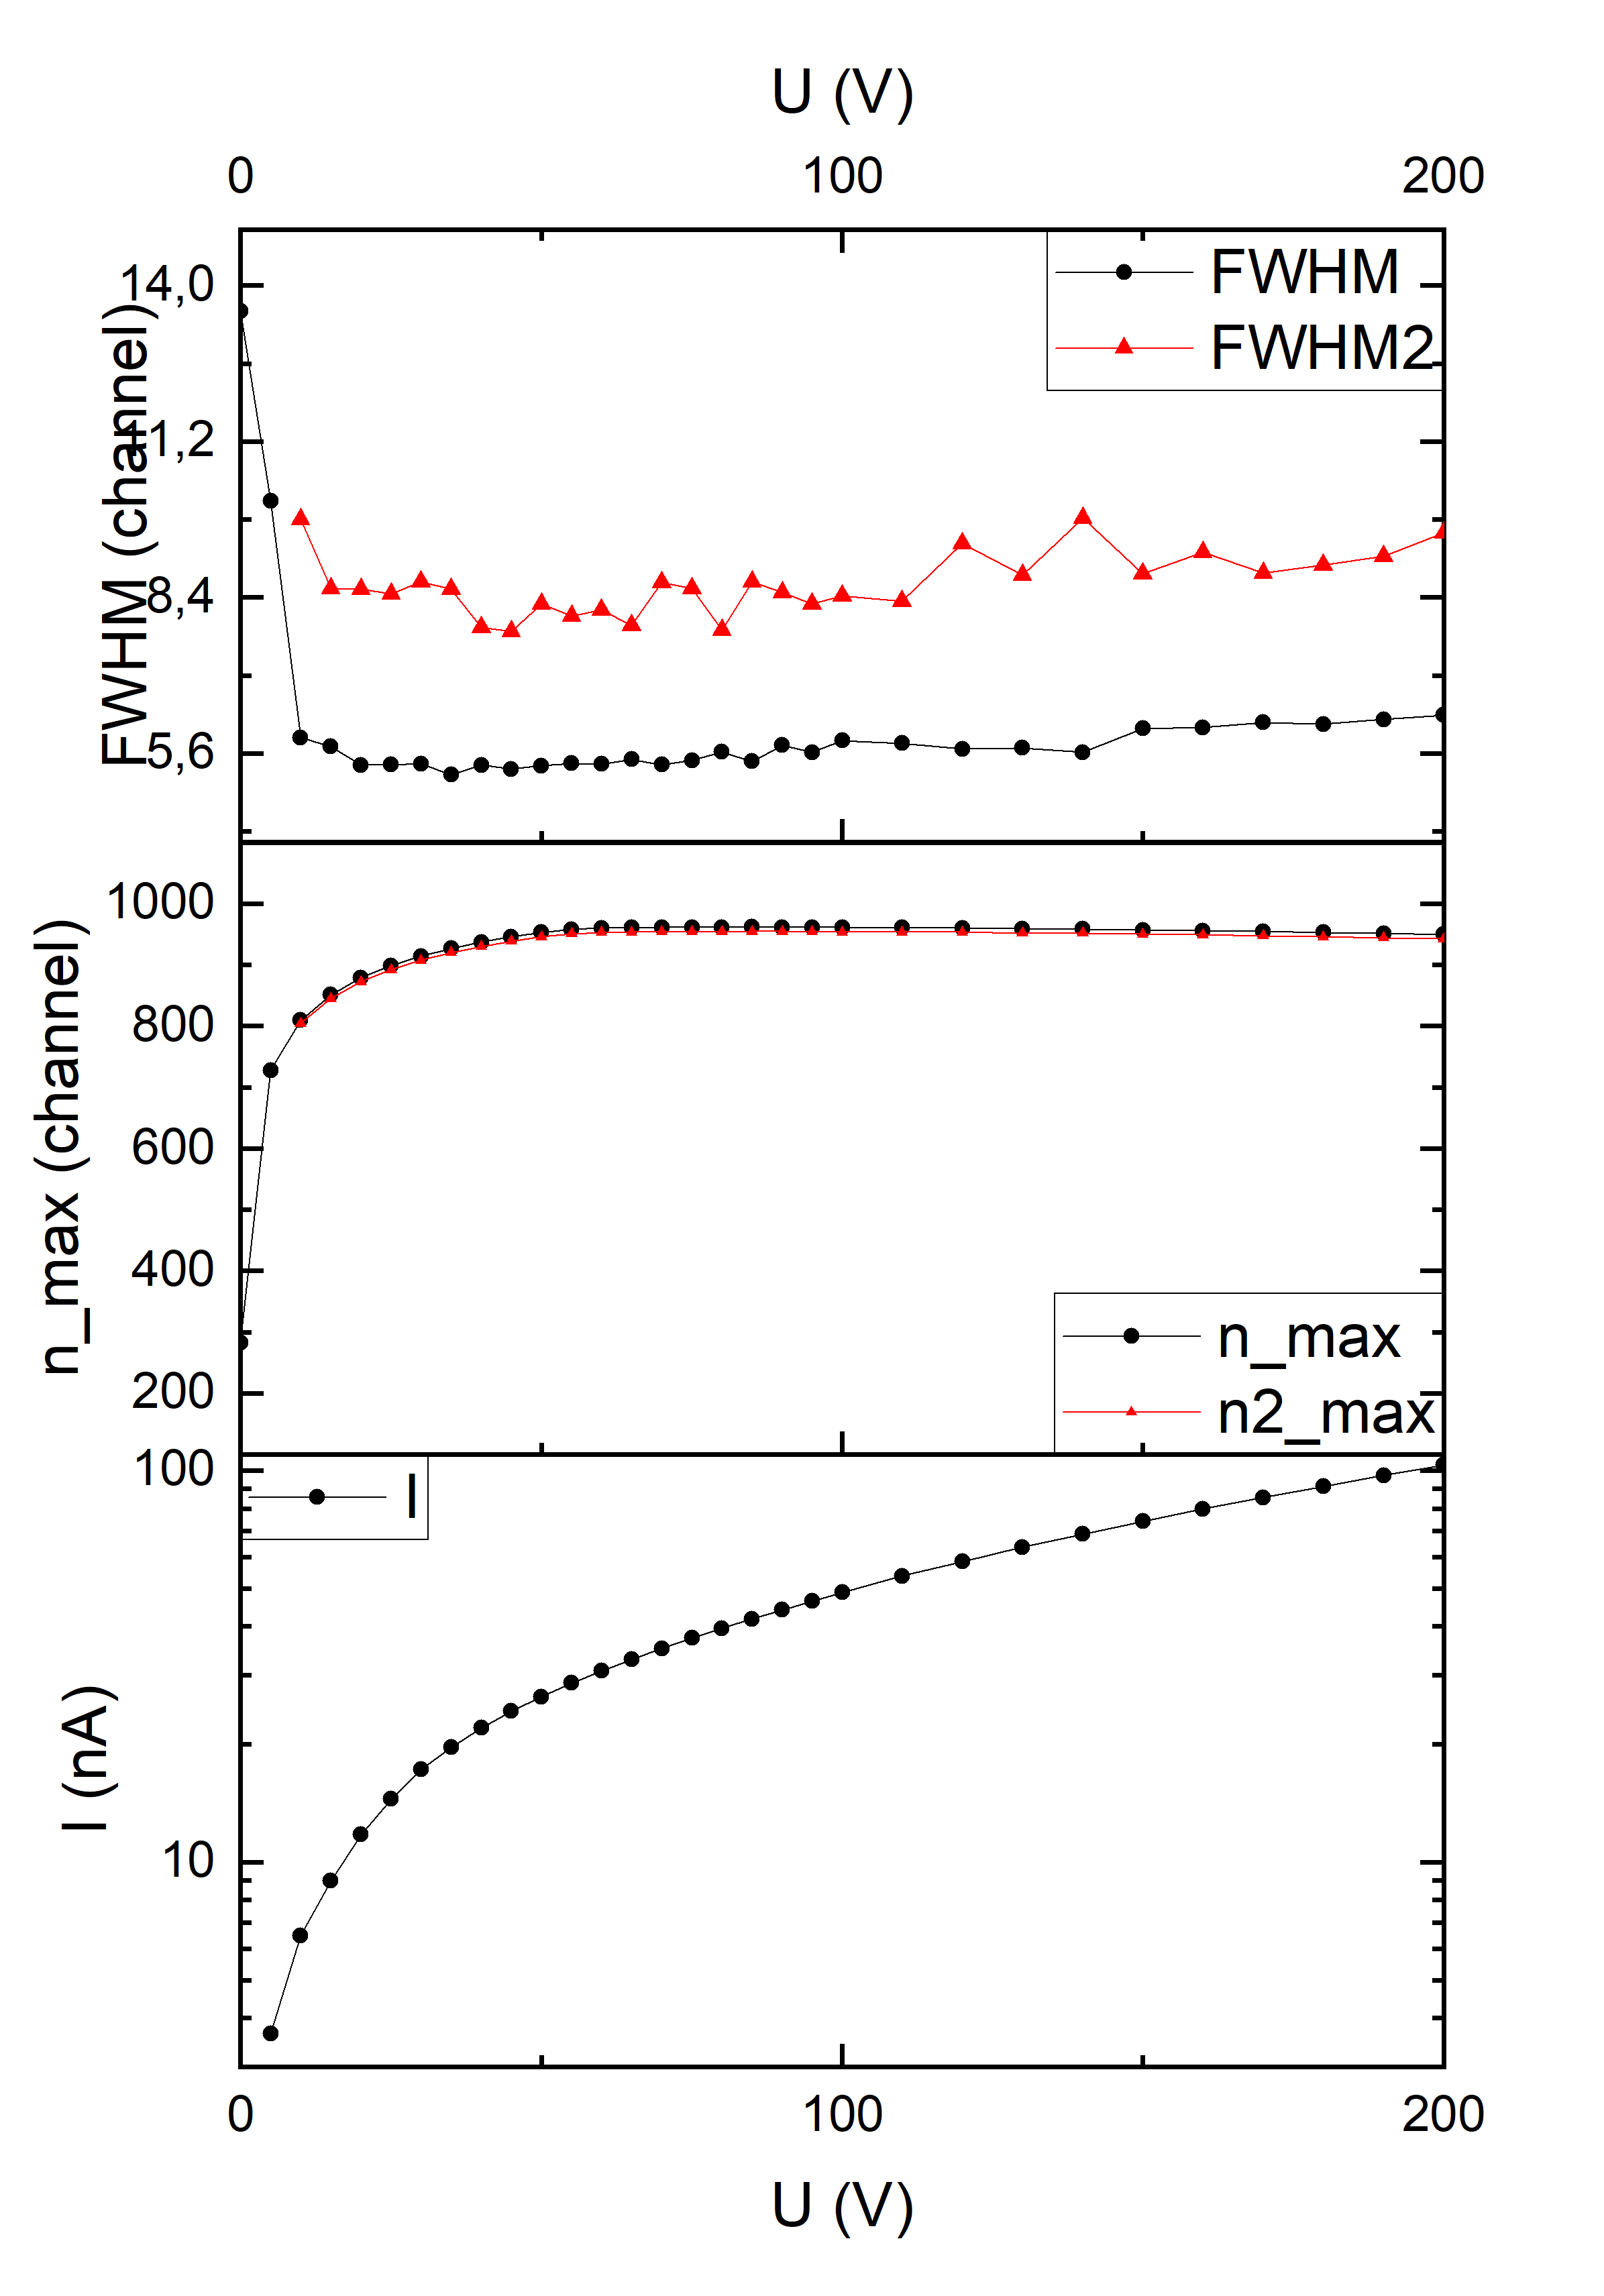 U (V)
0 100 200
FWHM
FWHM2
FWHM (channel)
14,0
11,2
8,4
5,6
n_max (channel)
1000
800
600
400
200
n_max
n2_max
I (nA)
100
10
I
0 100 200
U (V)